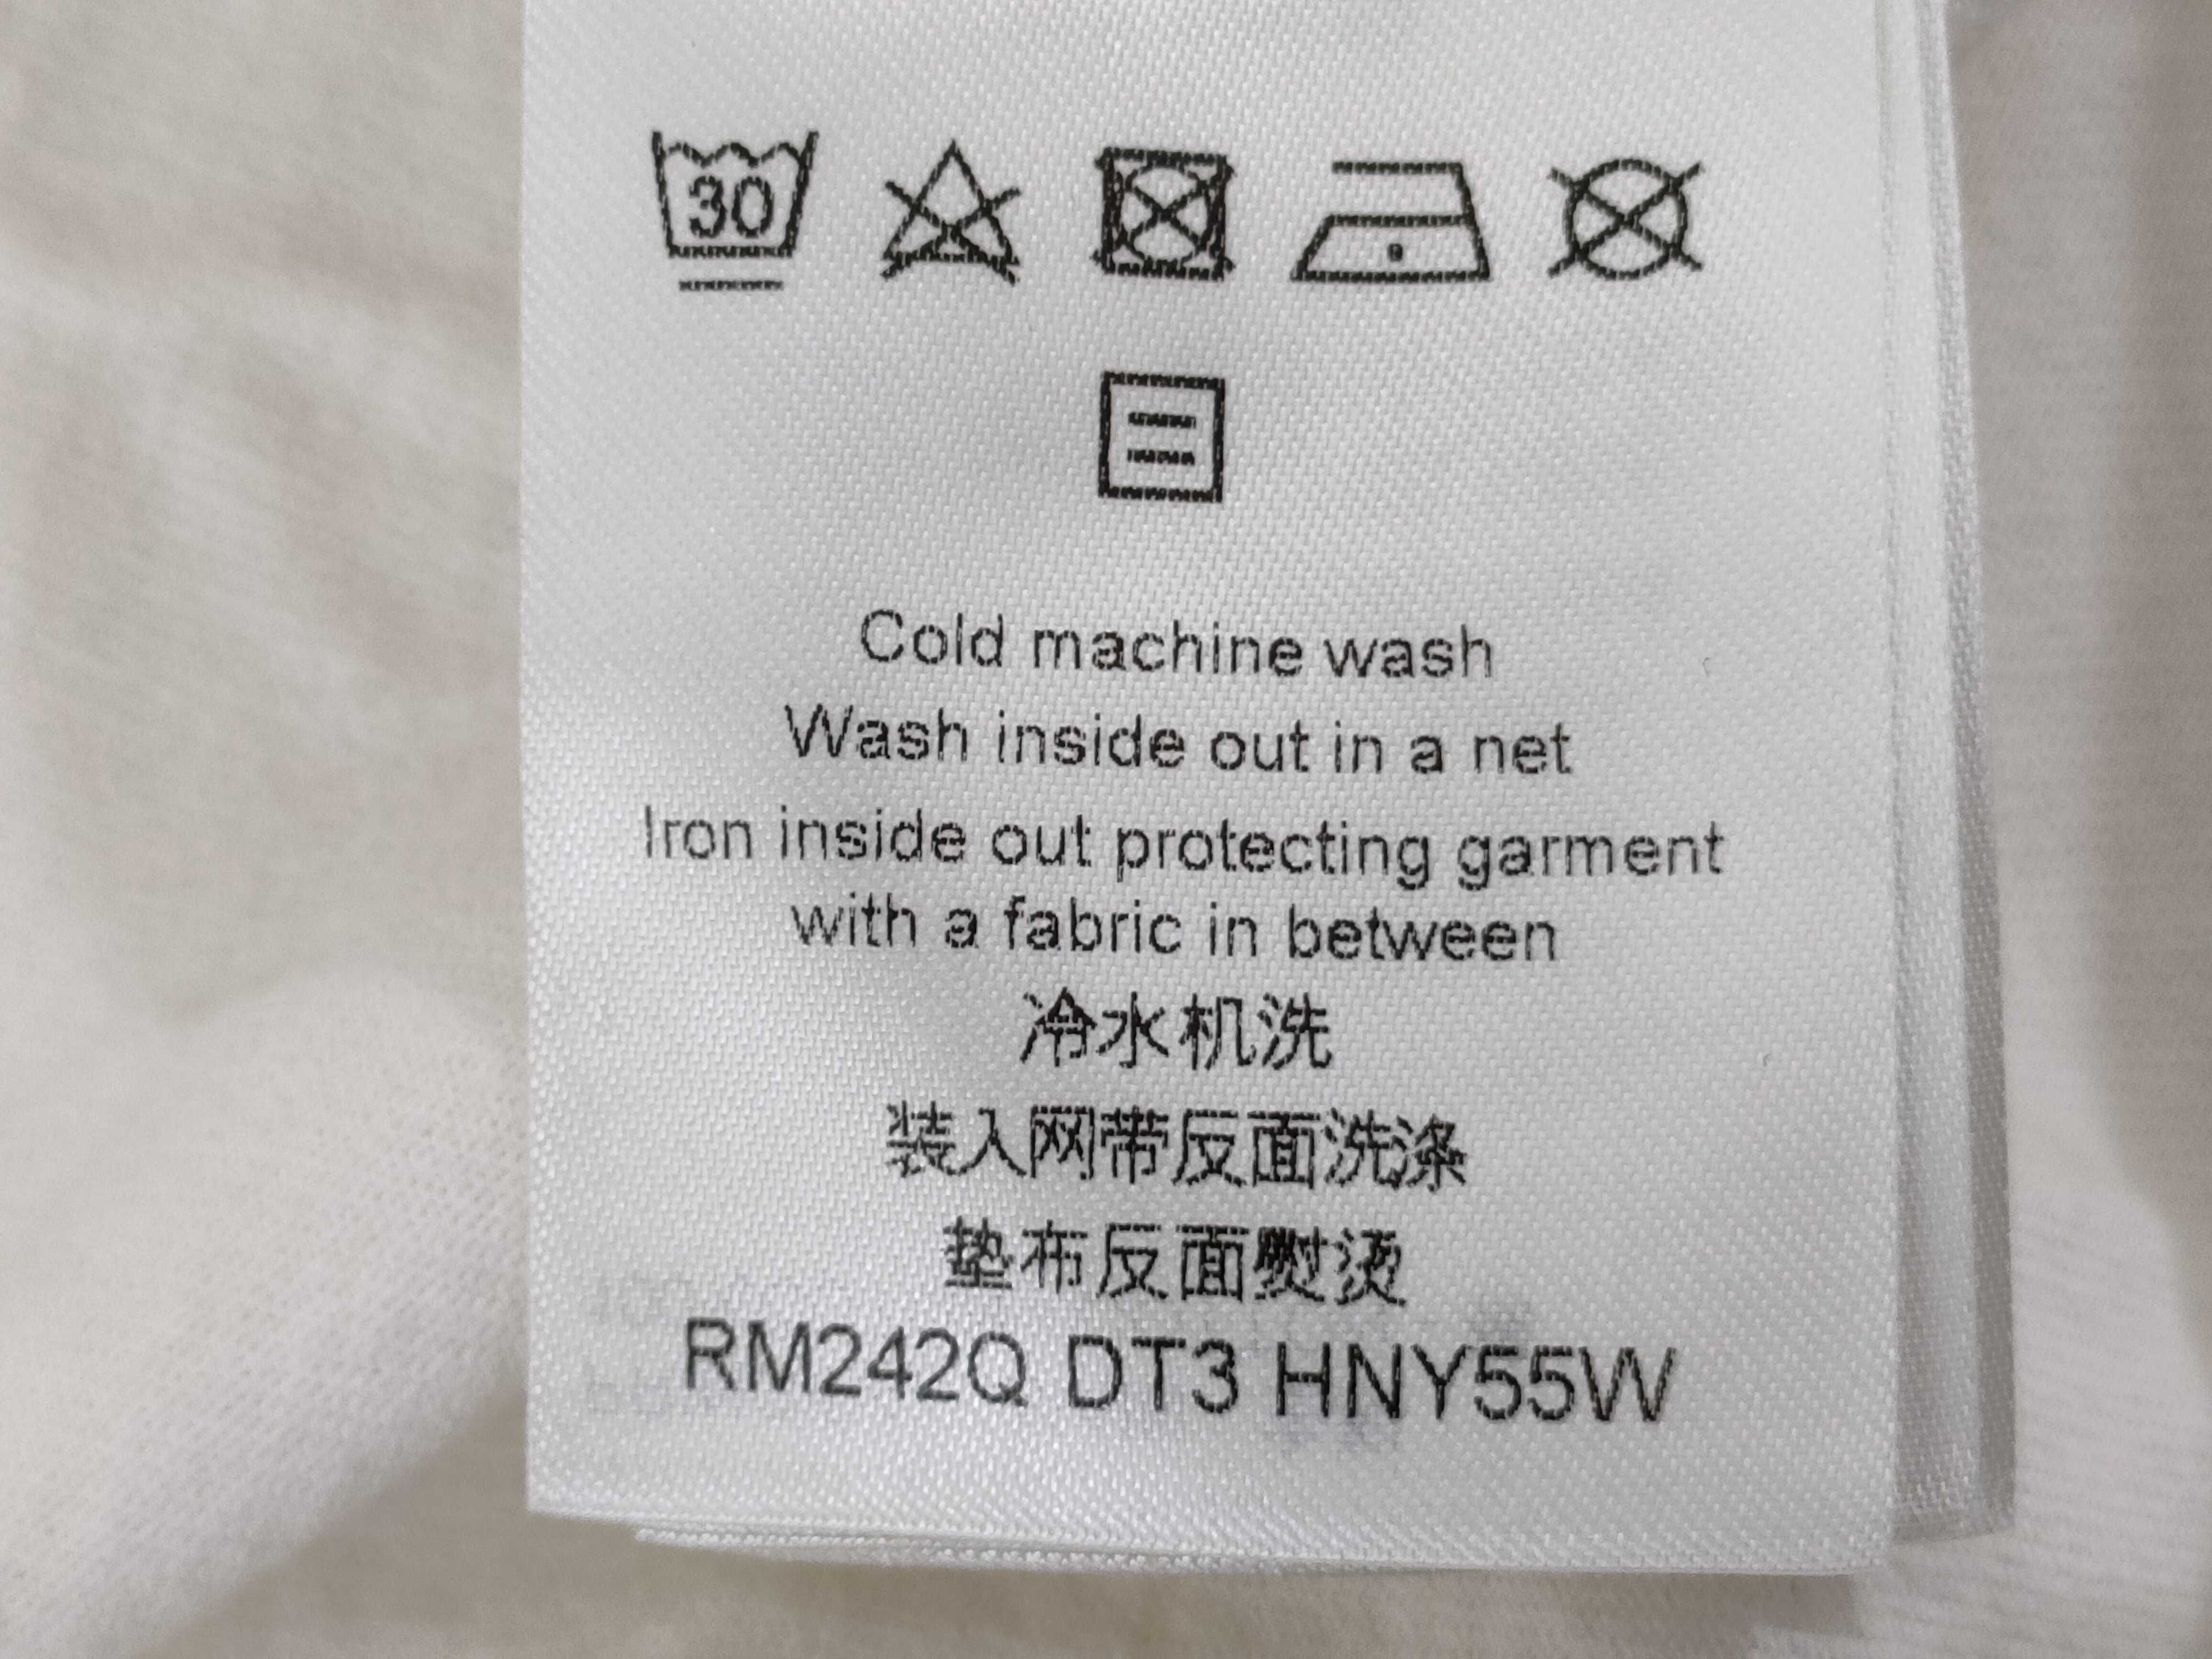 30
Cold machine wash
Wash inside out in a net
Iron inside out protecting garment
with a fabric in between
冷水机洗
装入网带反面洗涤
垫布反面熨烫
RM242Q DT3 HNY55W